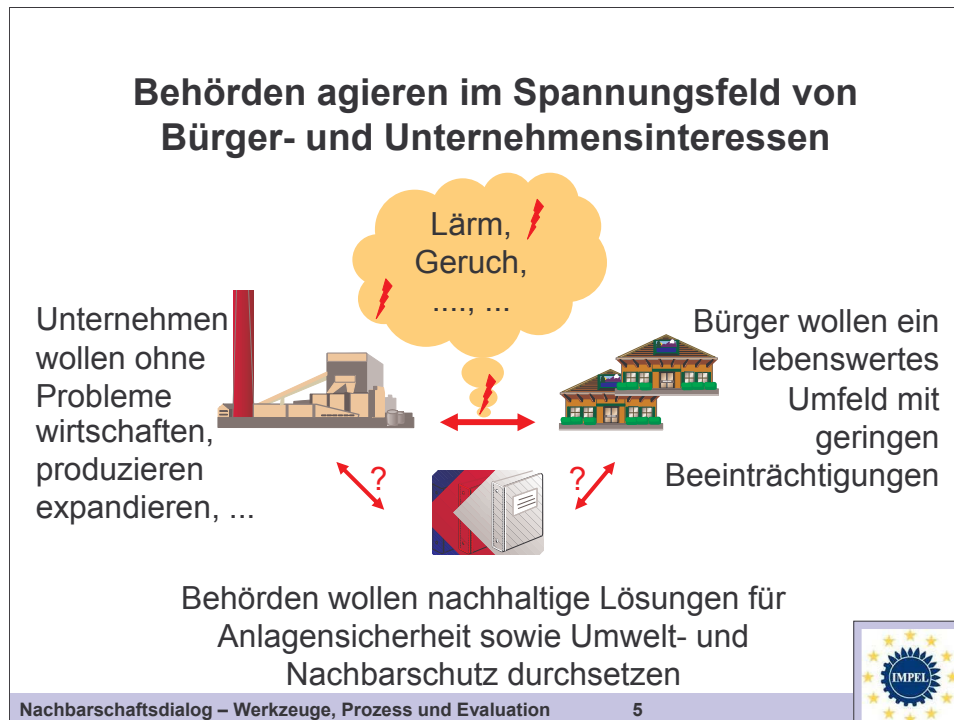 Behörden agieren im Spannungsfeld von
Bürger- und Unternehmensinteressen
Lärm,
Geruch,
...., ...
Unternehmen
wollen ohne
Probleme
wirtschaften,
produzieren
expandieren, ...
Bürger wollen ein
lebenswertes
Umfeld mit
geringen
Beeinträchtigungen
?
?
Behörden wollen nachhaltige Lösungen für
Anlagensicherheit sowie Umwelt- und
Nachbarschutz durchsetzen
IMPEL
Nachbarschaftsdialog – Werkzeuge, Prozess und Evaluation 5